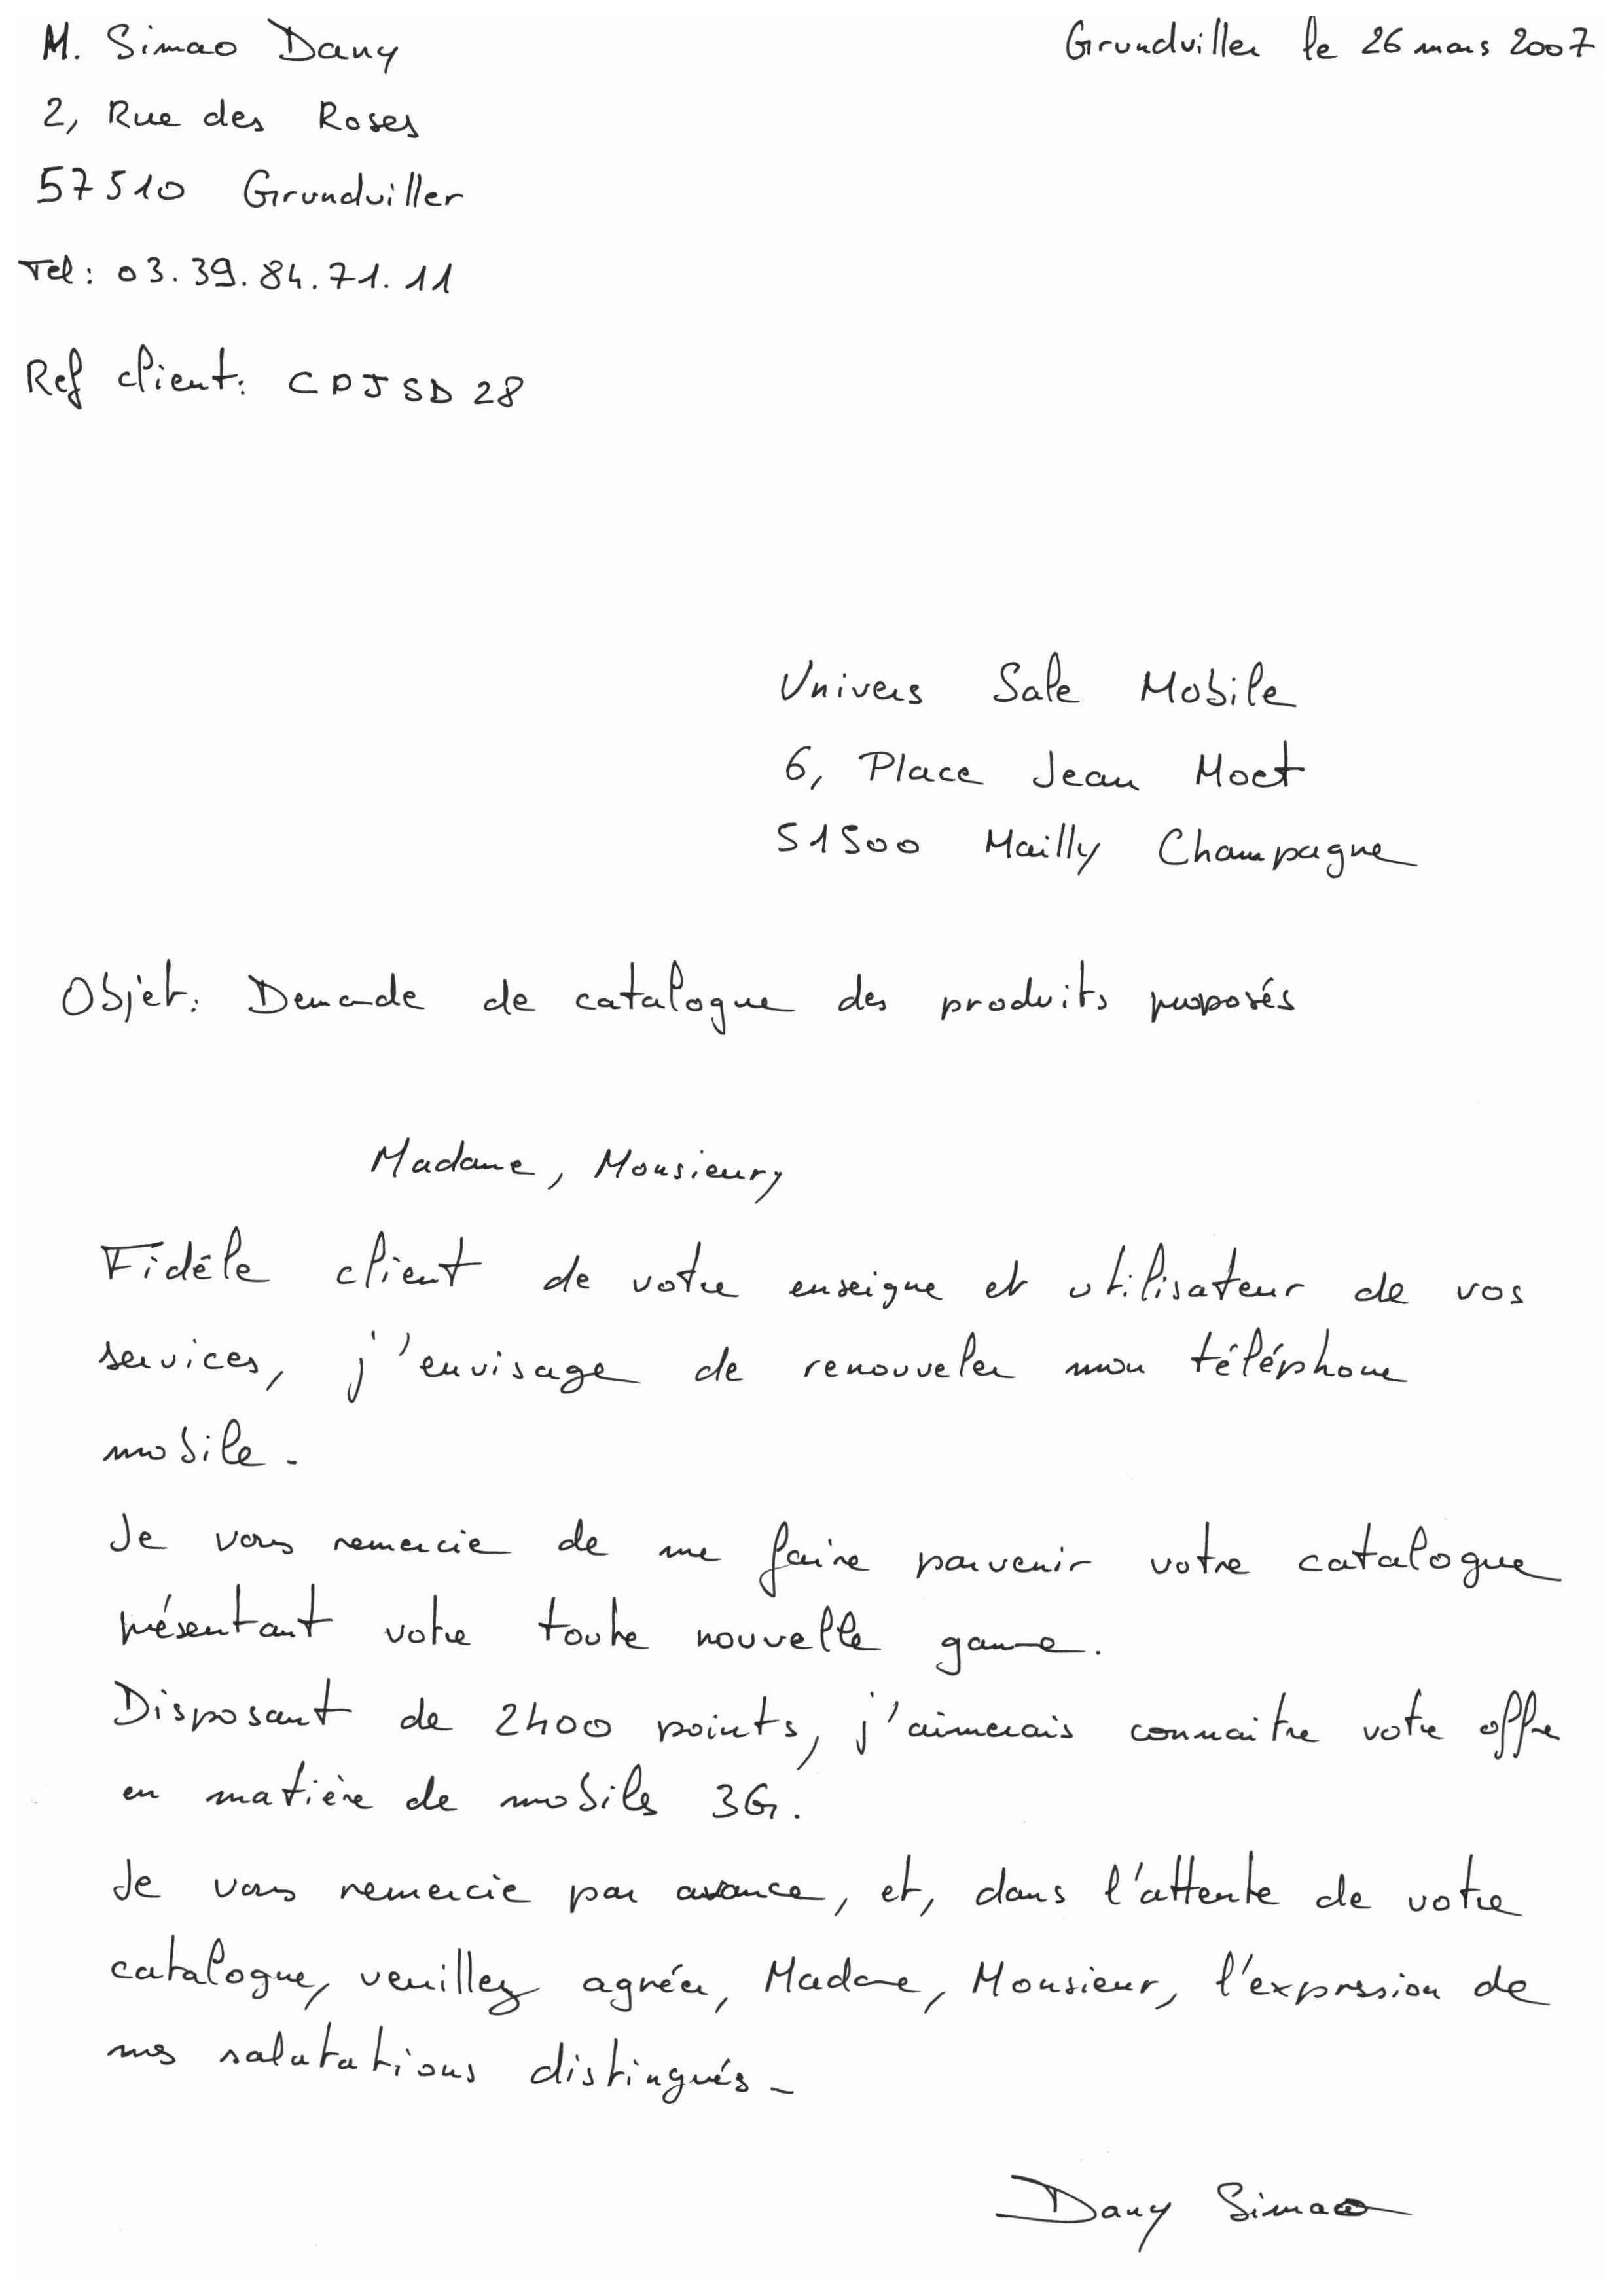 M. Simao Dany
Grundviller le 26 mars 2007
2, Rue des Roses
57510 Grundviller
Tel: 03.39.84.71.11
Ref client: CDJSD28
Univers Sale Mobile
6, Place Jean Moet
51500 Mailly Champagne
Objet: Demande de catalogue des produits proposés
Madame, Monsieur,
Fidèle client de votre enseigne et utilisateur de vos
services, j'envisage de renouveler mon téléphone
mobile.
Je vous remercie de me faire parvenir votre catalogue
présentant votre toute nouvelle gamme.
Disposant de 2400 points, j'aimerais connaitre votre offre
en matière de mobiles 3G.
Je vous remercie par avance, et, dans l'attente de votre
catalogue, veuillez agréer, Madame, Monsieur, l'expression de
mes salutations distingués.
Dany Simao